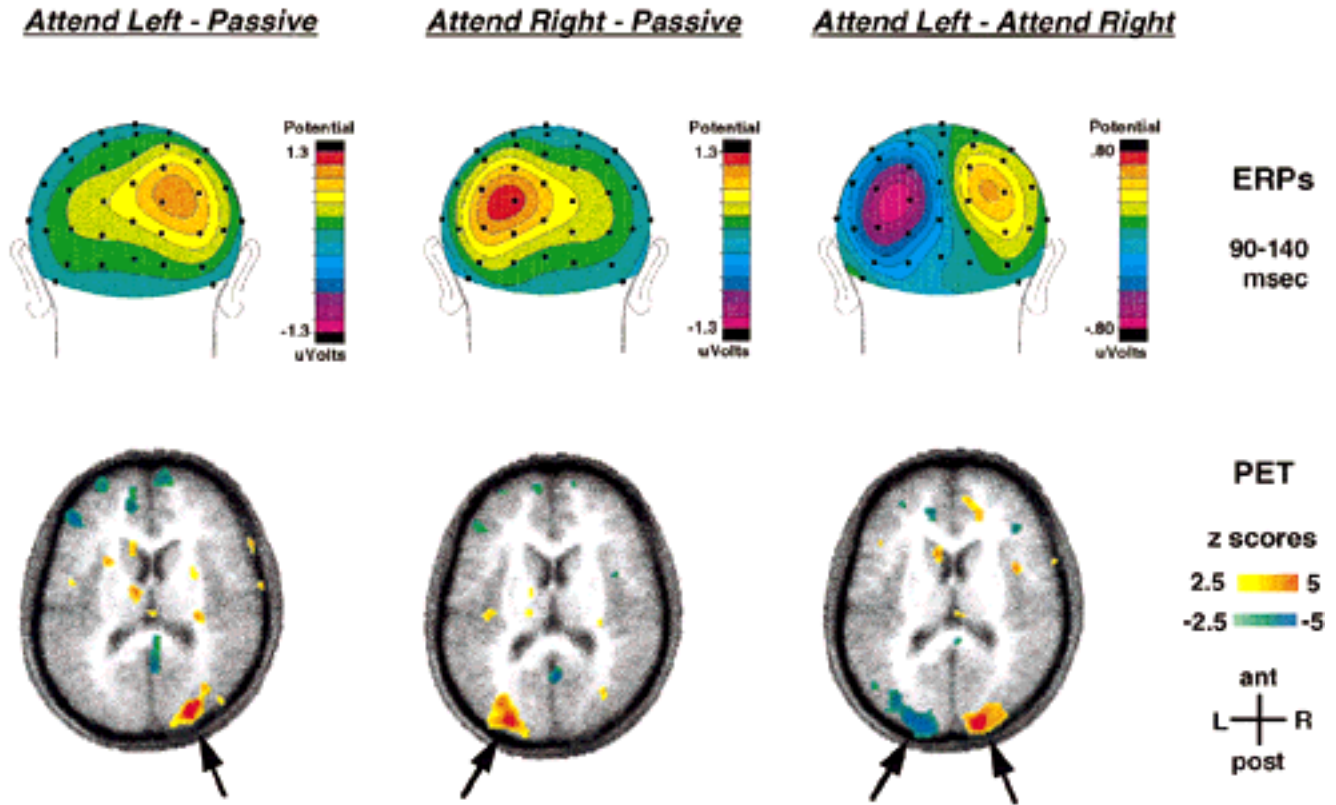 Attend Left - Passive
Attend Right - Passive
Attend Left - Attend Right
Potential
1.3
-1.3
uVolts
Potential
1.3
-1.3
uVolts
Potential
.80
-.80
uVolts
ERPs
90-140
msec
PET
z scores
2.5 5
-2.5 -5
ant
L R
post